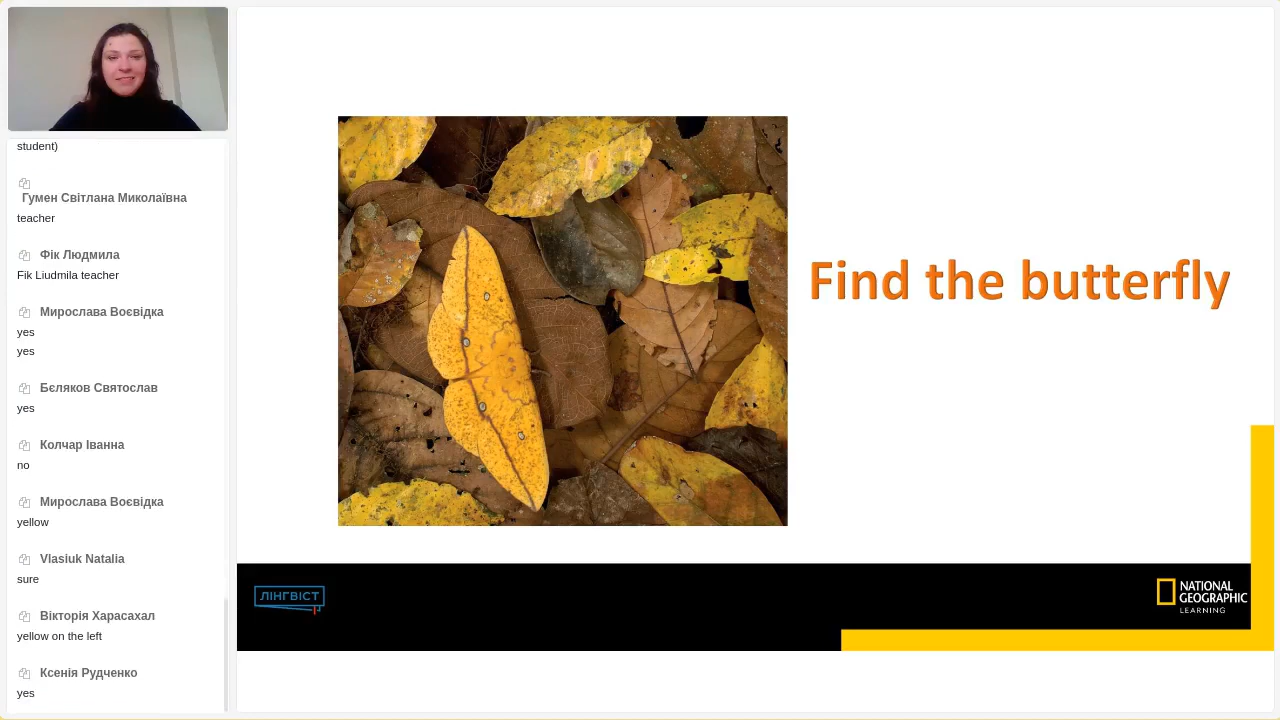 student)
Гумен Світлана Миколаївна
teacher
Фік Людмила
Fik Liudmila teacher
Мирослава Воєвідка
yes
yes
Бєляков Святослав
yes
Колчар Іванна
no
Мирослава Воєвідка
yellow
Vlasiuk Natalia
sure
Вікторія Харасахал
yellow on the left
Ксенія Рудченко
yes
Find the butterfly
ЛІНГВІСТ
NATIONAL
GEOGRAPHIC
LEARNING